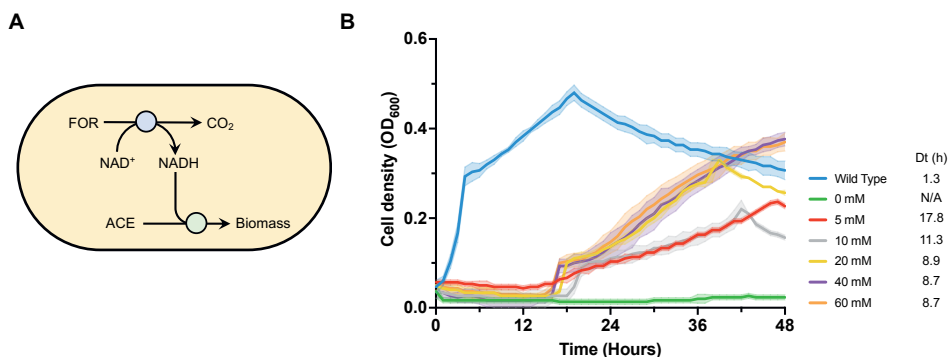 A
FOR
CO₂
NAD⁺
NADH
ACE
Biomass
B
Cell density (OD₆₀₀)
0.6
0.4
0.2
0.0
0
12
24
36
48
Time (Hours)
Dt (h)
Wild Type 1.3
0 mM N/A
5 mM 17.8
10 mM 11.3
20 mM 8.9
40 mM 8.7
60 mM 8.7